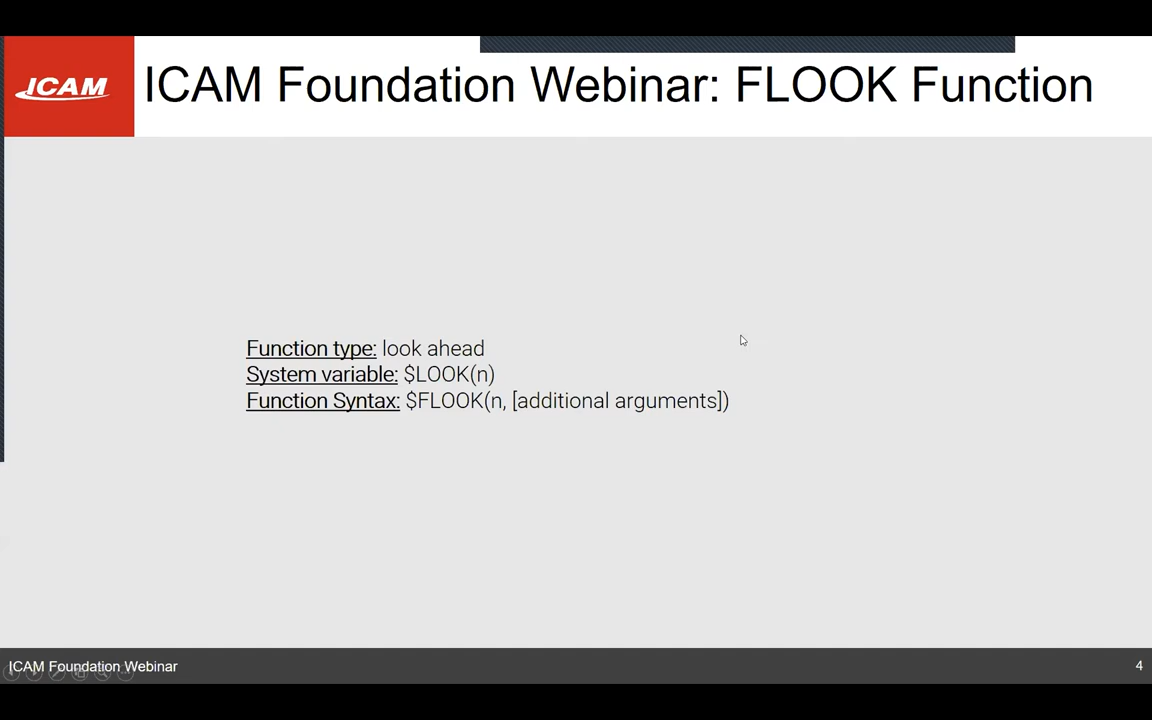 ICAM
ICAM Foundation Webinar: FLOOK Function
Function type: look ahead
System variable: $LOOK(n)
Function Syntax: $FLOOK(n, [additional arguments])
ICAM Foundation Webinar
4